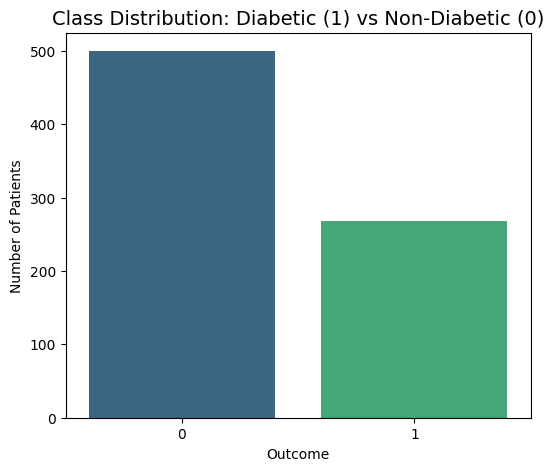 Class Distribution: Diabetic (1) vs Non-Diabetic (0)
500
400
300
200
100
0
Number of Patients
0 1
Outcome